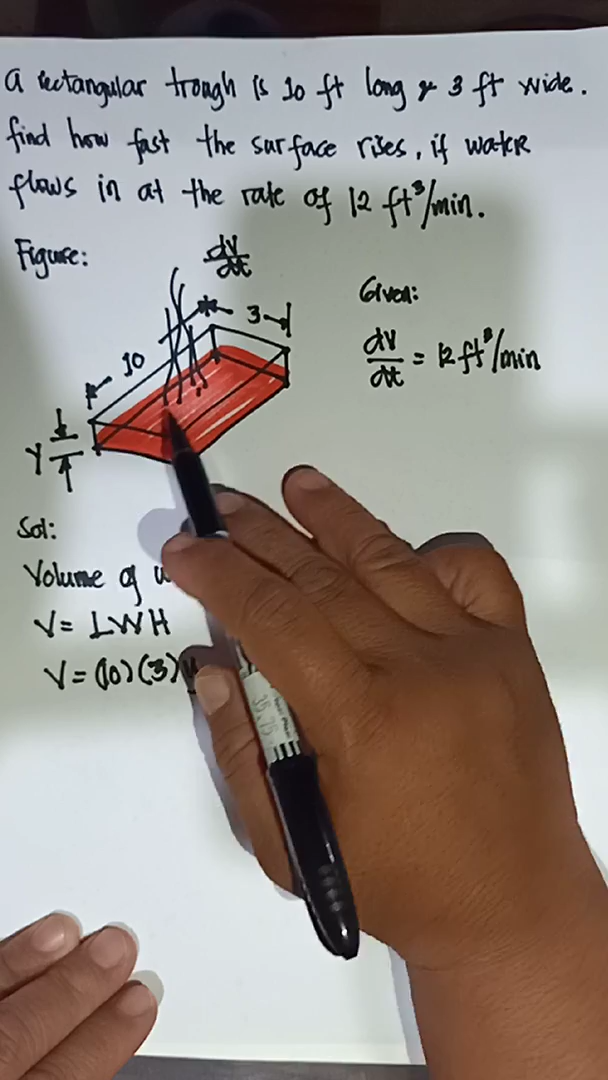 A rectangular trough is 10 ft long & 3 ft wide.
find how fast the surface rises, if water
flows in at the rate of 12 ft³/min.
Figure:
dV/dt
Given:
3
10
dV/dt = 12 ft³/min
Y
Sol:
Volume of
V = LWH
V = (10)(3)y